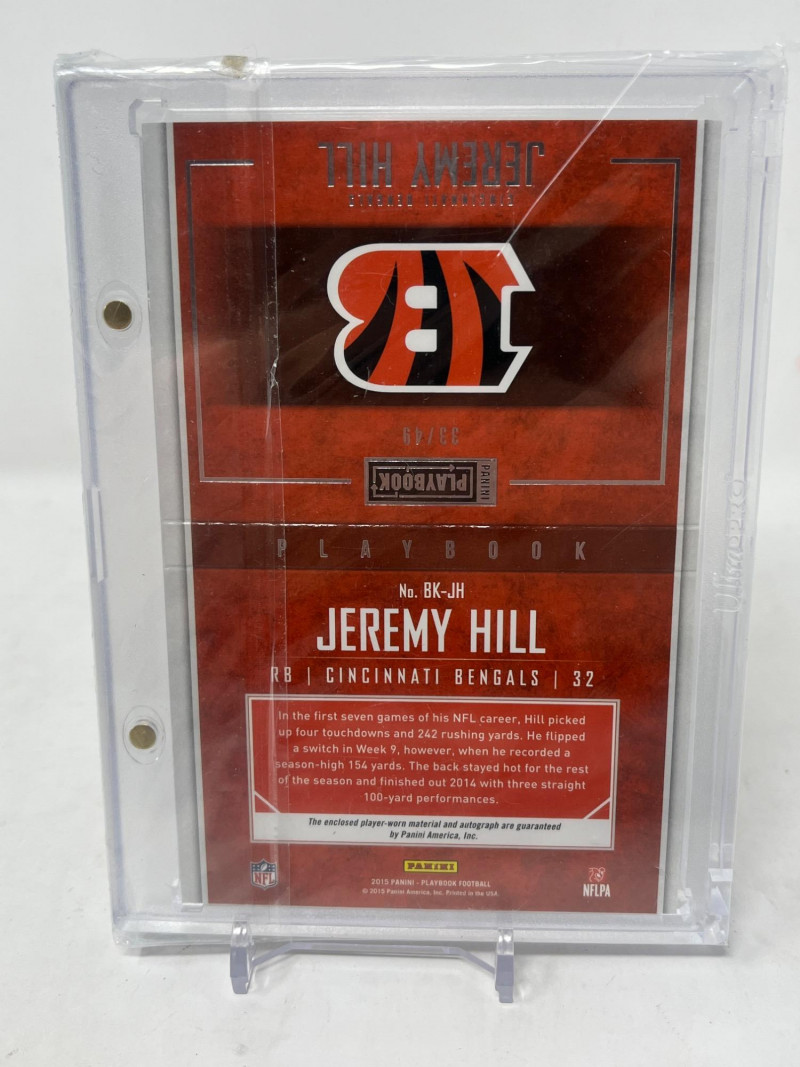 JEREMY HILL
CINCINNATI BENGALS
33/49
PANINI
PLAYBOOK
PLAYBOOK
No. BK-JH
JEREMY HILL
RB | CINCINNATI BENGALS | 32
In the first seven games of his NFL career, Hill picked
up four touchdowns and 242 rushing yards. He flipped
a switch in Week 9, however, when he recorded a
season-high 154 yards. The back stayed hot for the rest
of the season and finished out 2014 with three straight
100-yard performances.
The enclosed player-worn material and autograph are guaranteed
by Panini America, Inc.
PANINI
NFL
2015 PANINI - PLAYBOOK FOOTBALL
© 2015 Panini America, Inc. Printed in the USA.
NFLPA
Ultra PRO